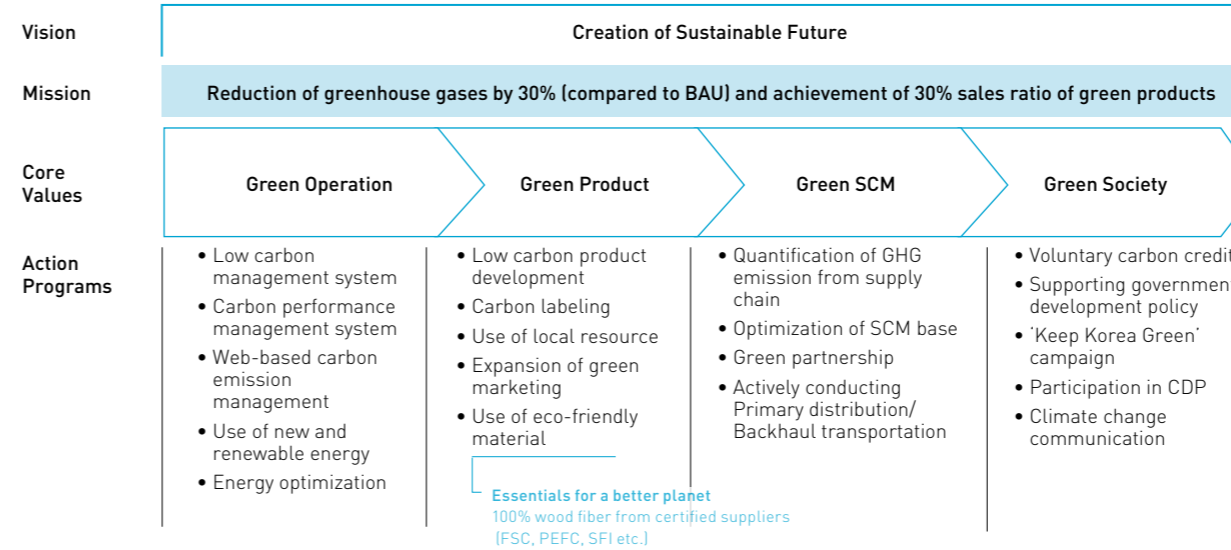 Vision
Creation of Sustainable Future
Mission
Reduction of greenhouse gases by 30% (compared to BAU) and achievement of 30% sales ratio of green products
Core
Values
Green Operation
Green Product
Green SCM
Green Society
Action
Programs
• Low carbon
management system
• Carbon performance
management system
• Web-based carbon
emission
management
• Use of new and
renewable energy
• Energy optimization
• Low carbon product
development
• Carbon labeling
• Use of local resource
• Expansion of green
marketing
• Use of eco-friendly
material
Essentials for a better planet
100% wood fiber from certified suppliers
(FSC, PEFC, SFI etc.)
• Quantification of GHG
emission from supply
chain
• Optimization of SCM base
• Green partnership
• Actively conducting
Primary distribution/
Backhaul transportation
• Voluntary carbon credit
• Supporting governmen
development policy
• 'Keep Korea Green'
campaign
• Participation in CDP
• Climate change
communication